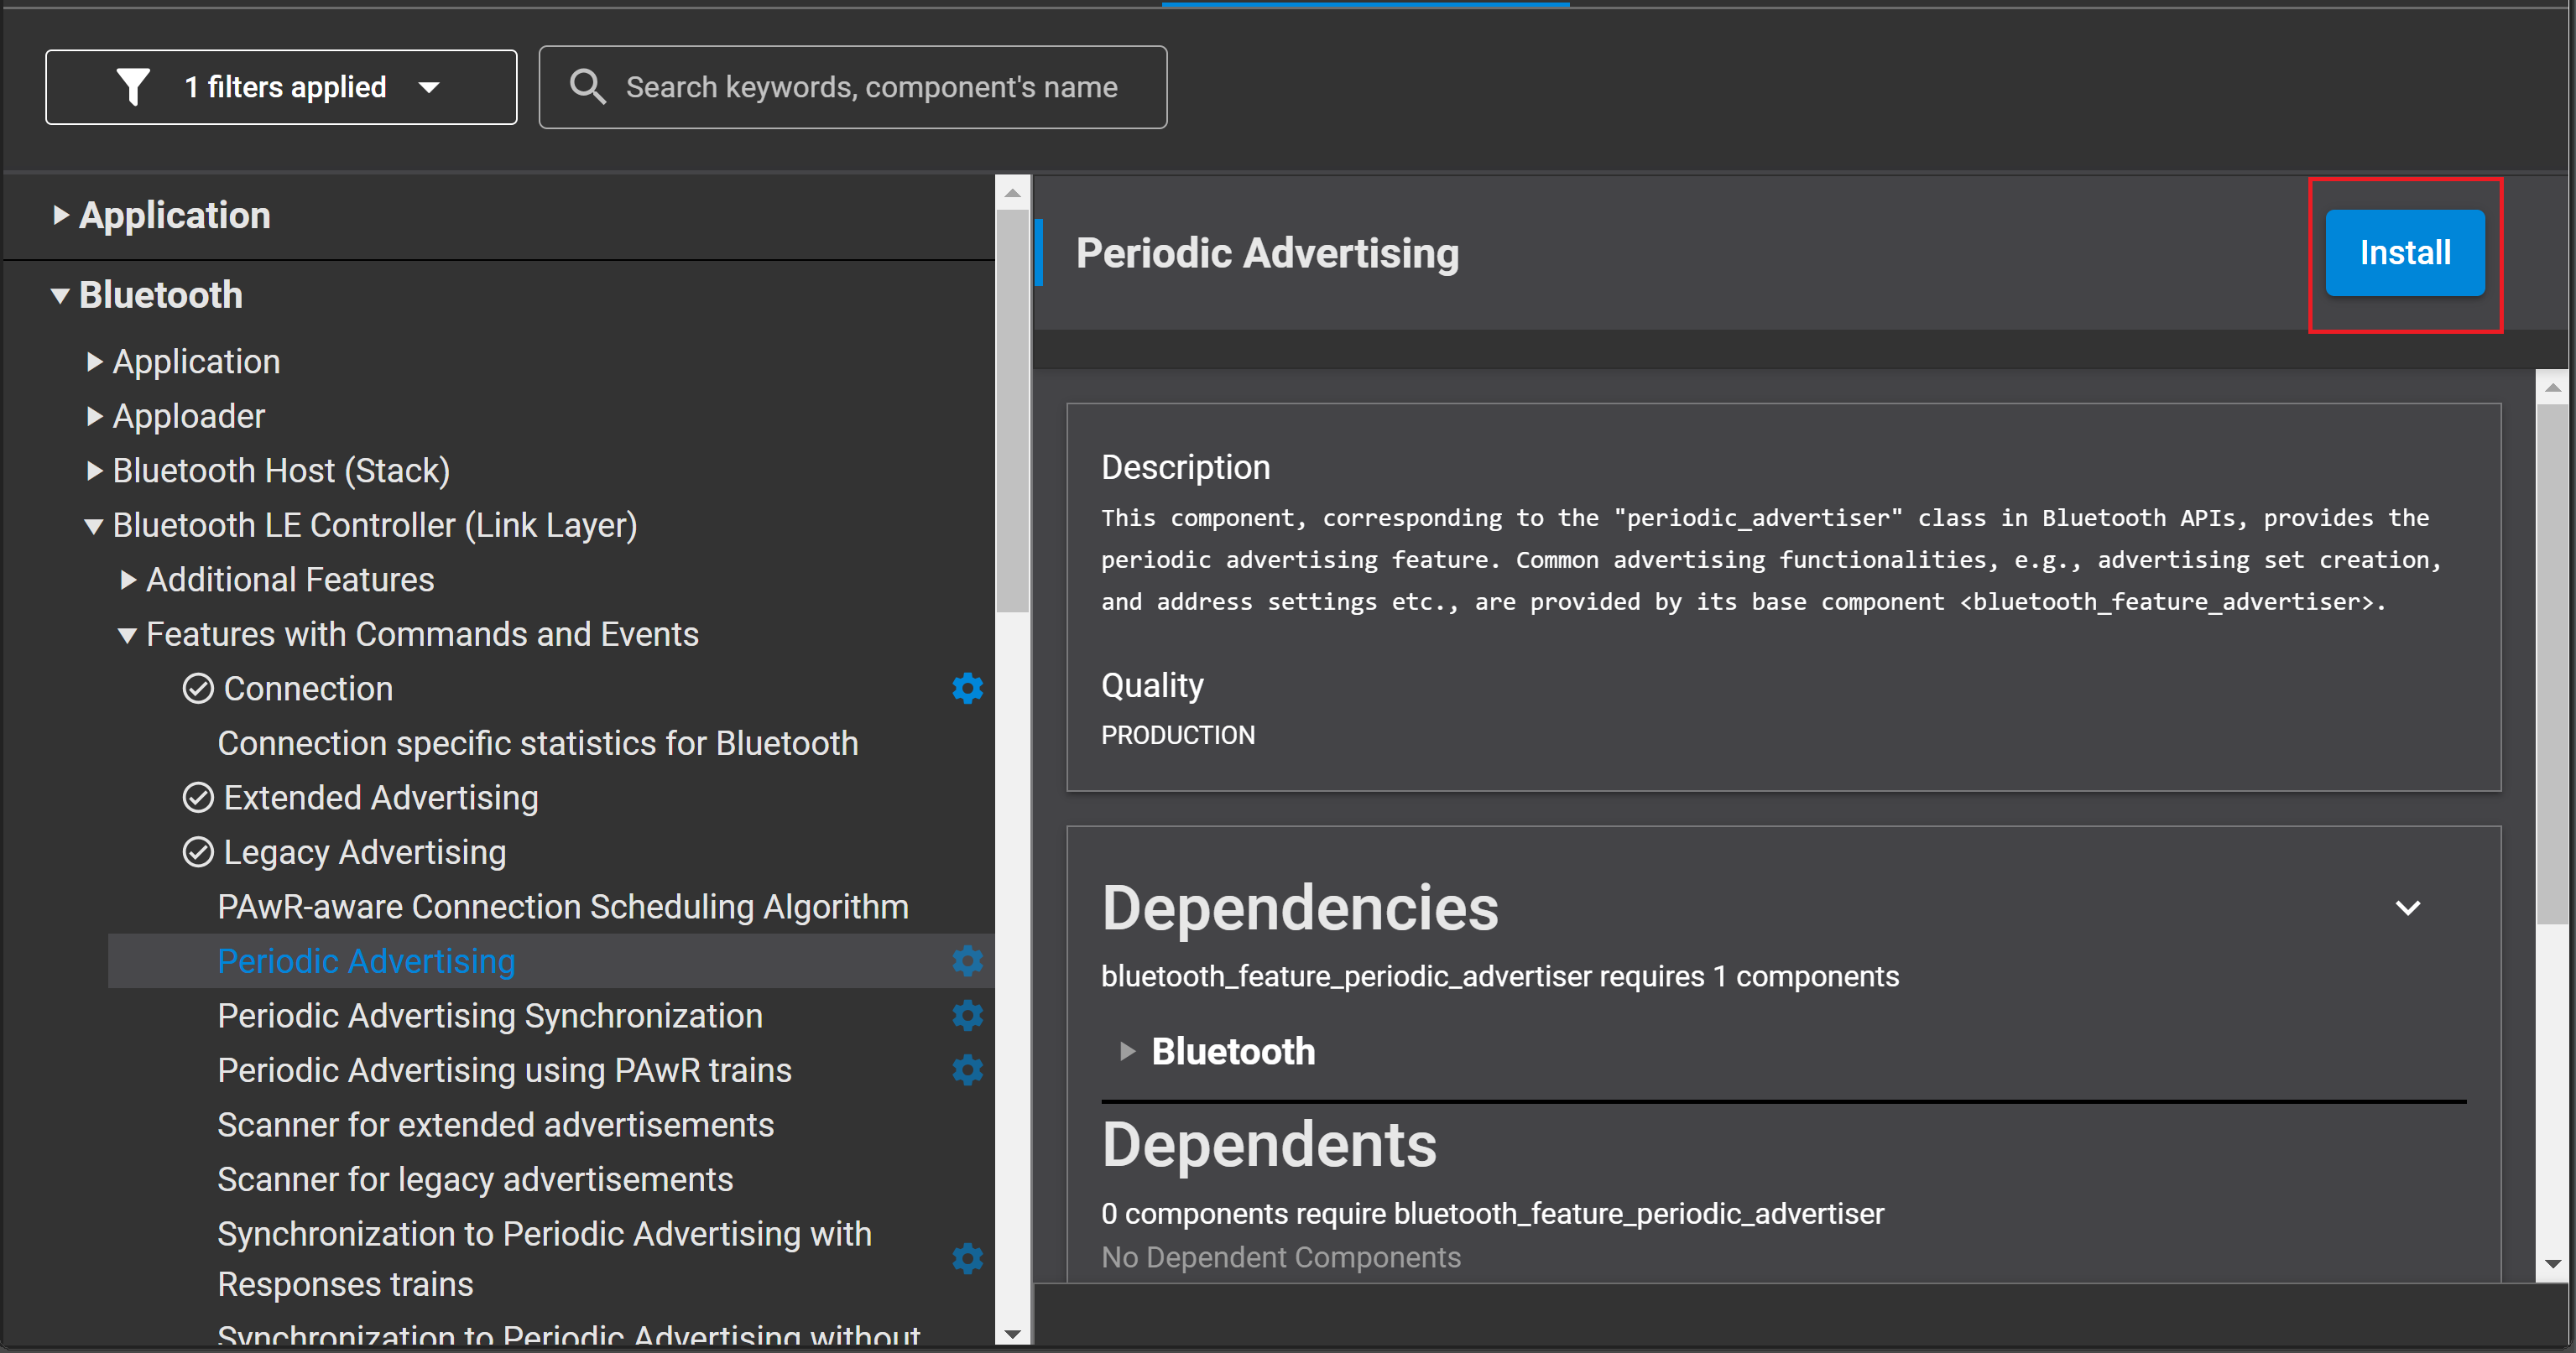 1 filters applied
Search keywords, component's name
Application
Bluetooth
Application
Apploader
Bluetooth Host (Stack)
Bluetooth LE Controller (Link Layer)
Additional Features
Features with Commands and Events
Connection
Connection specific statistics for Bluetooth
Extended Advertising
Legacy Advertising
PAwR-aware Connection Scheduling Algorithm
Periodic Advertising
Periodic Advertising Synchronization
Periodic Advertising using PAwR trains
Scanner for extended advertisements
Scanner for legacy advertisements
Synchronization to Periodic Advertising with
Responses trains
Synchronization to Periodic Advertising without
Periodic Advertising
Install
Description
This component, corresponding to the "periodic_advertiser" class in Bluetooth APIs, provides the
periodic advertising feature. Common advertising functionalities, e.g., advertising set creation,
and address settings etc., are provided by its base component <bluetooth_feature_advertiser>.
Quality
PRODUCTION
Dependencies
bluetooth_feature_periodic_advertiser requires 1 components
Bluetooth
Dependents
0 components require bluetooth_feature_periodic_advertiser
No Dependent Components